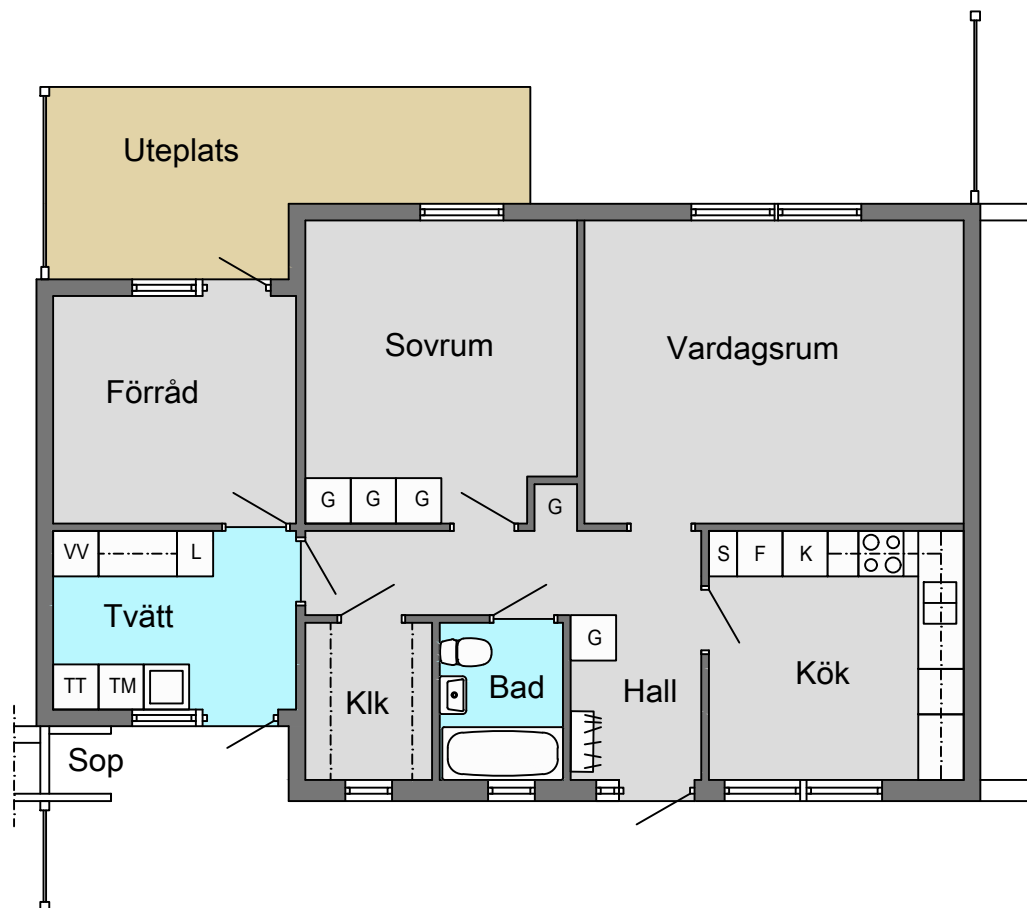 Uteplats
Sovrum
Vardagsrum
Förråd
G G G
G
VV L
S F K
Tvätt
G
TT TM
Klk
Bad
Hall
Kök
Sop